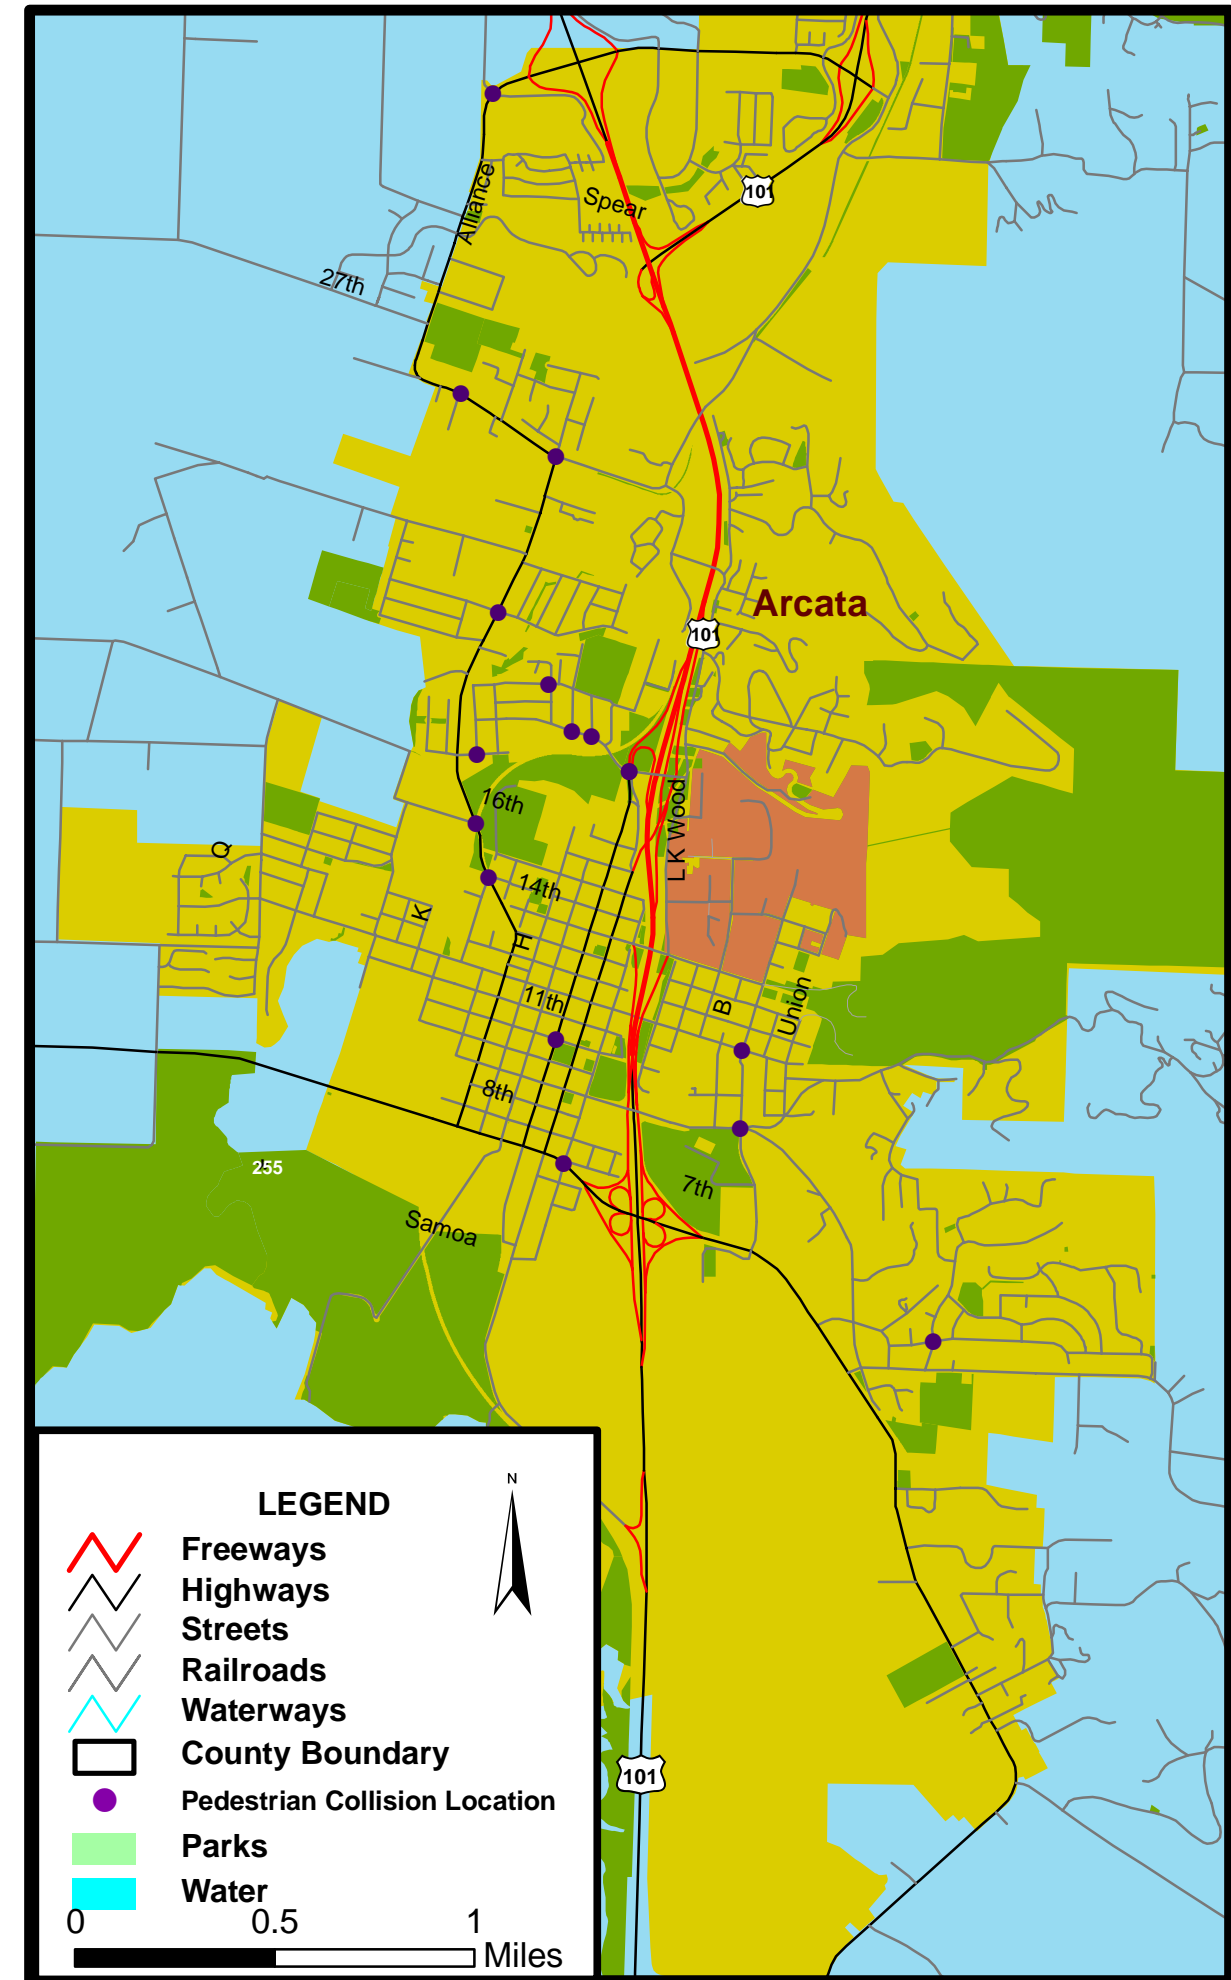 101
Spear
Alliance
27th
Arcata
101
16th
LK Wood
Q
14th
K
H
11th
B
Union
8th
255
7th
Samoa
N
LEGEND
Freeways
Highways
Streets
Railroads
Waterways
County Boundary
Pedestrian Collision Location
Parks
Water
0 0.5 1
Miles
101